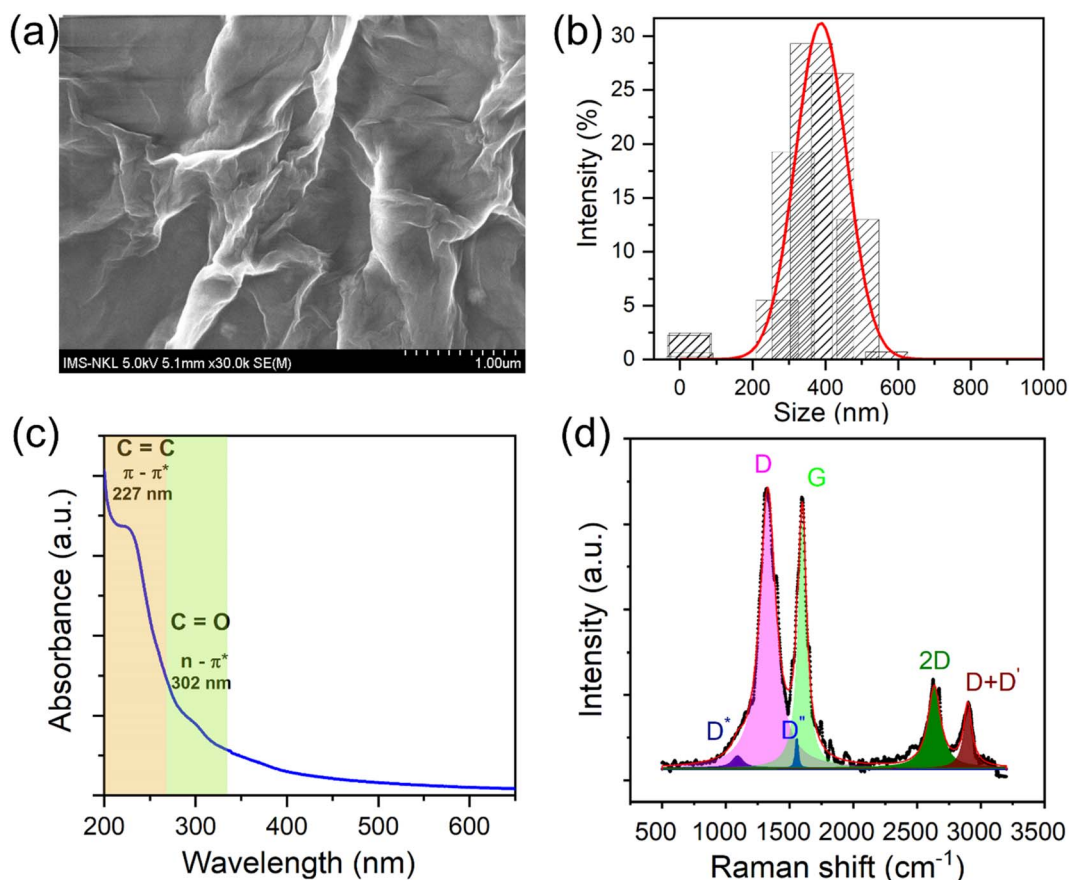 (a)
IMS-NKL 5.0kV 5.1mm x30.0k SE(M)
1.00um
(b)
Intensity (%)
30
25
20
15
10
5
0
0 200 400 600 800 1000
Size (nm)
(c)
Absorbance (a.u.)
C = C
π - π*
227 nm
C = O
n - π*
302 nm
200 300 400 500 600
Wavelength (nm)
(d)
Intensity (a.u.)
D
G
D*
D"
2D
D+D'
500 1000 1500 2000 2500 3000 3500
Raman shift (cm⁻¹)